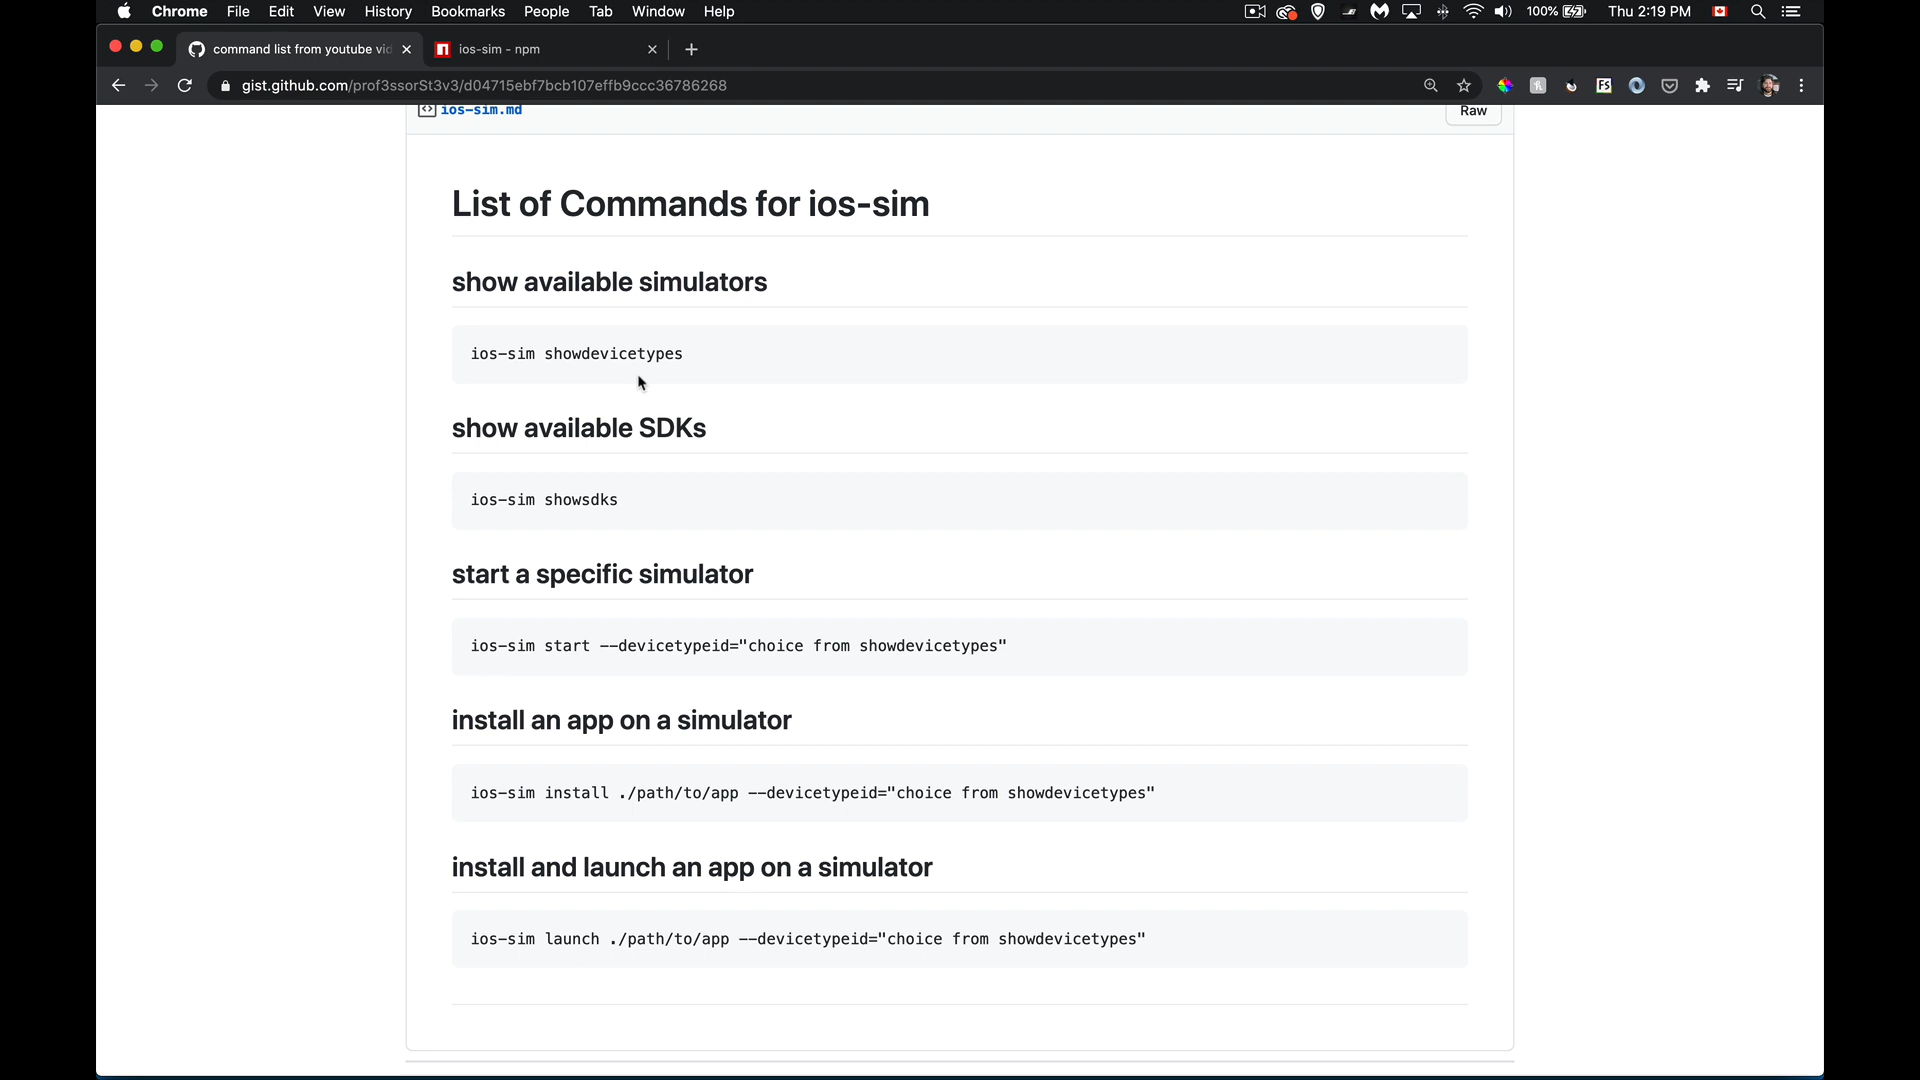 Chrome File Edit View History Bookmarks People Tab Window Help 100% Thu 2:19 PM
command list from youtube vid ios-sim - npm
gist.github.com/prof3ssorSt3v3/d04715ebf7bcb107effb9ccc36786268
ios-sim.md Raw
List of Commands for ios-sim
show available simulators
ios-sim showdevicetypes
show available SDKs
ios-sim showsdks
start a specific simulator
ios-sim start --devicetypeid="choice from showdevicetypes"
install an app on a simulator
ios-sim install ./path/to/app --devicetypeid="choice from showdevicetypes"
install and launch an app on a simulator
ios-sim launch ./path/to/app --devicetypeid="choice from showdevicetypes"